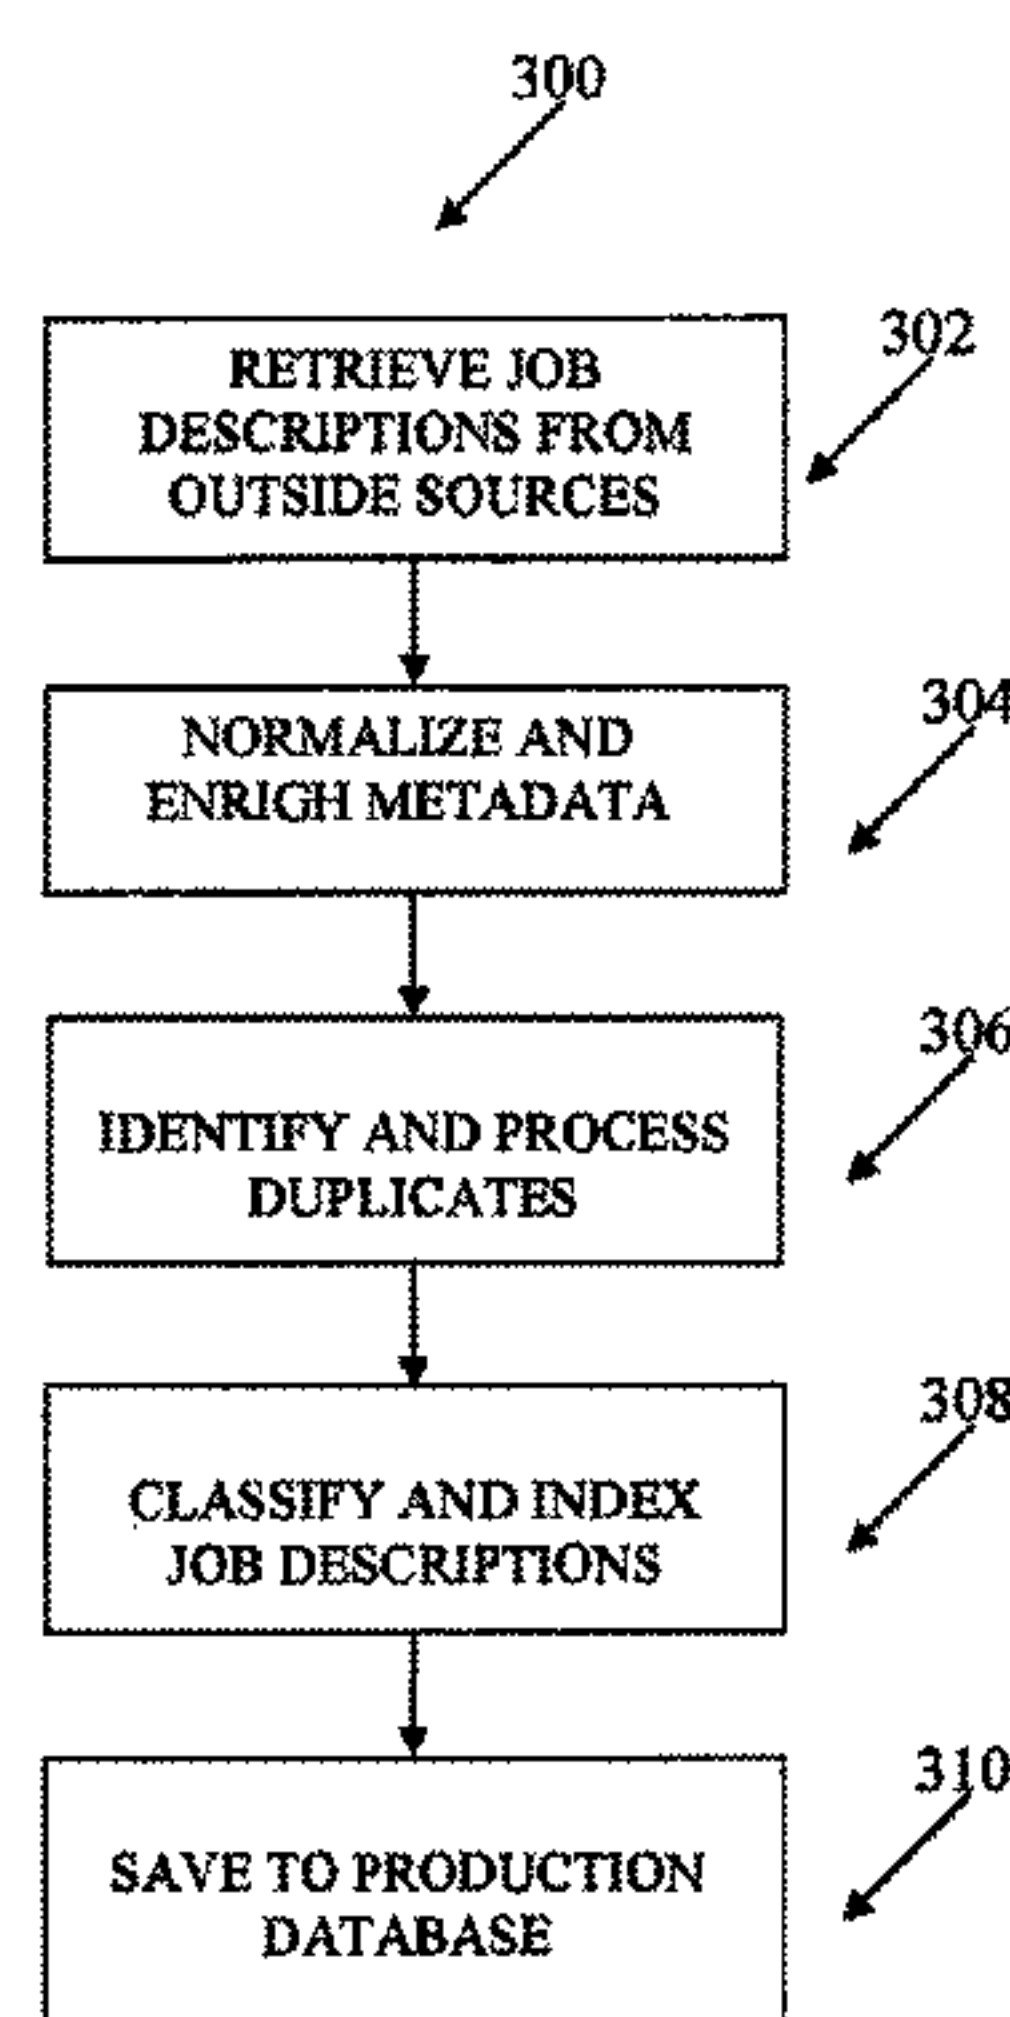 300
302
RETRIEVE JOB
DESCRIPTIONS FROM
OUTSIDE SOURCES
304
NORMALIZE AND
ENRIGH METADATA
306
IDENTIFY AND PROCESS
DUPLICATES
308
CLASSIFY AND INDEX
JOB DESCRIPTIONS
310
SAVE TO PRODUCTION
DATABASE